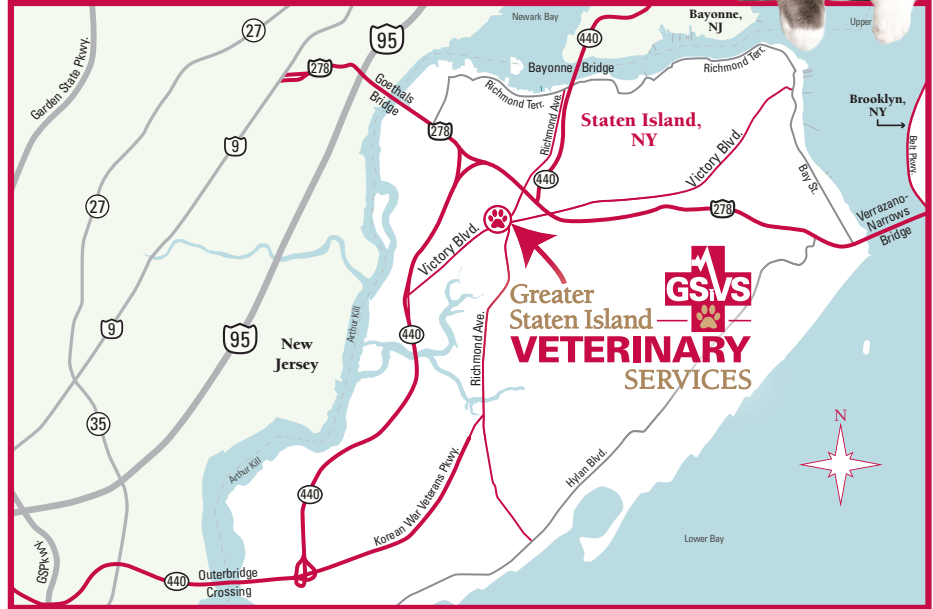 Newark Bay
Bayonne,
NJ
Upper
27
95
440
Garden State Pkwy.
278
Goethals
Bridge
Bayonne Bridge
Richmond Terr.
Richmond Terr.
Richmond Ave.
Brooklyn,
NY
Belt Pkwy.
278
Staten Island,
NY
9
Victory Blvd.
440
Bay St.
27
278
Verrazano-
Narrows
Bridge
Victory Blvd.
Greater
Staten Island
VETERINARY
SERVICES
GSIVS
Arthur Kill
9
95
440
New
Jersey
Richmond Ave.
35
N
Arthur Kill
Hylan Blvd.
440
Korean War Veterans Pkwy.
Lower Bay
GSPkwy.
440
Outerbridge
Crossing